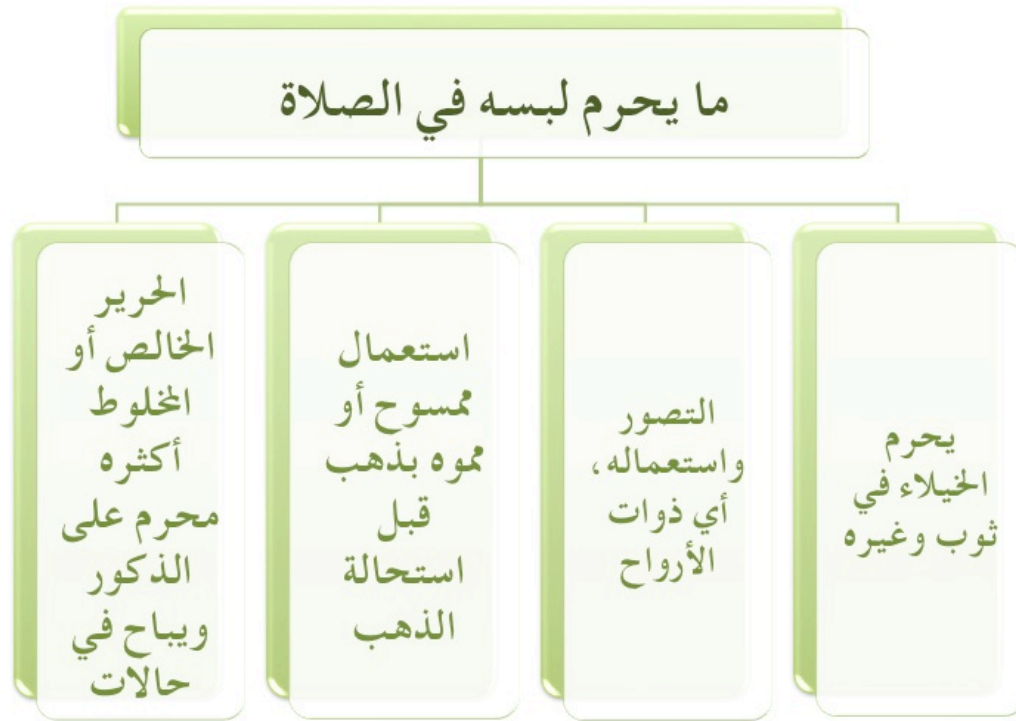 ما يحرم لبسه في الصلاة
يحرم
الخيلاء في
ثوب وغيره
التصور
واستعماله،
أي ذوات
الأرواح
استعمال
ممسوح أو
مموه بذهب
قبل
استحالة
الذهب
الحرير
الخالص أو
المخلوط
أكثره
محرم على
الذكور
ويباح في
حالات